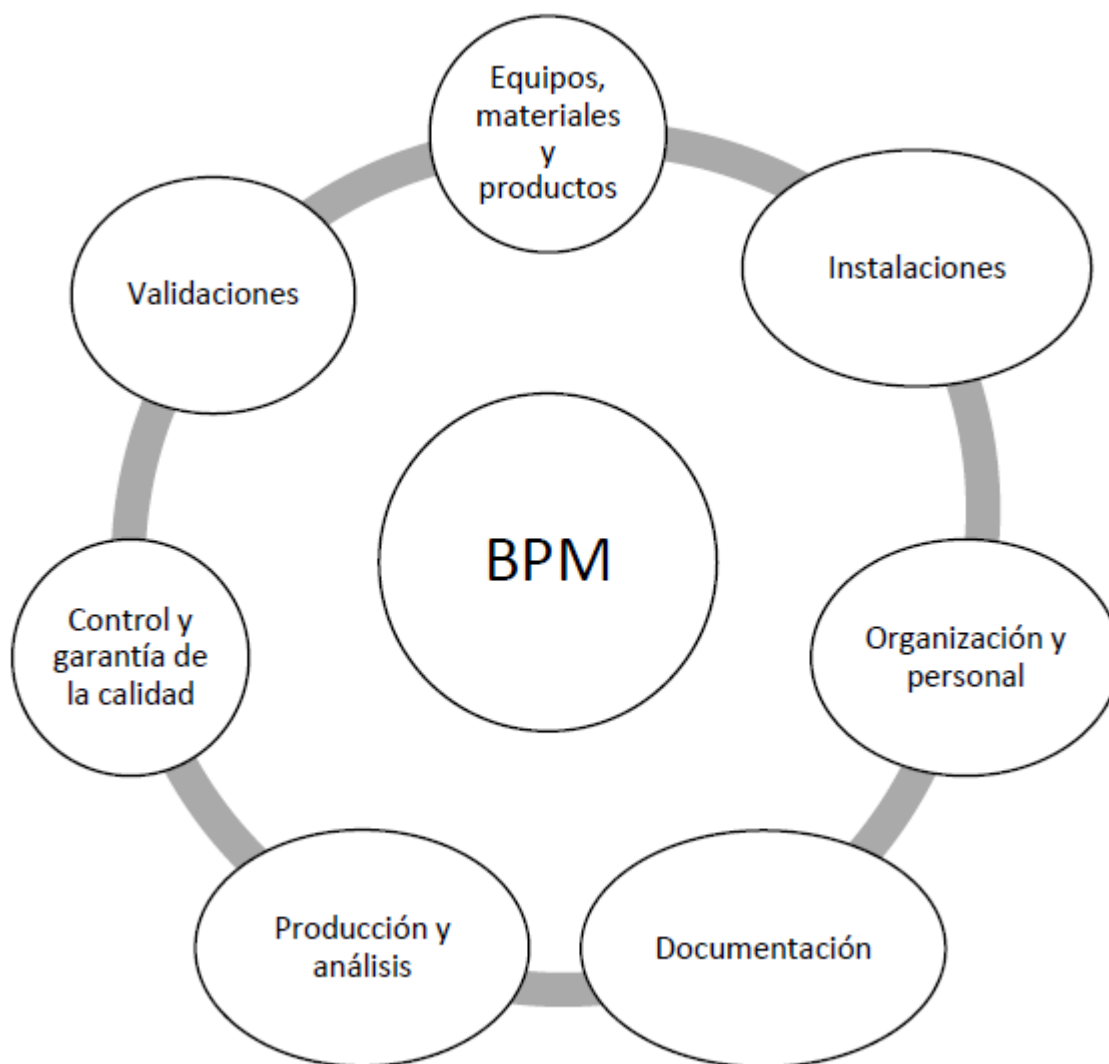 Equipos,
materiales
y
productos
Instalaciones
Validaciones
BPM
Organización y
personal
Control y
garantía de
la calidad
Documentación
Producción y
análisis